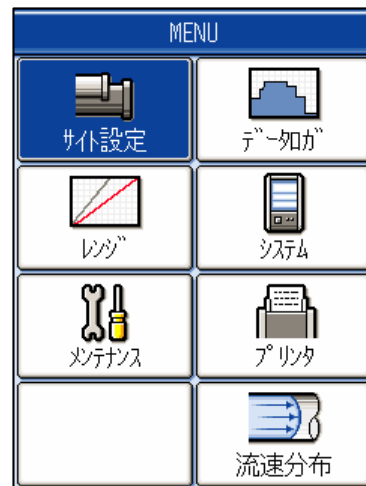 MENU
サイト設定
データロガ
レンジ
システム
メンテナンス
プリンタ
流速分布